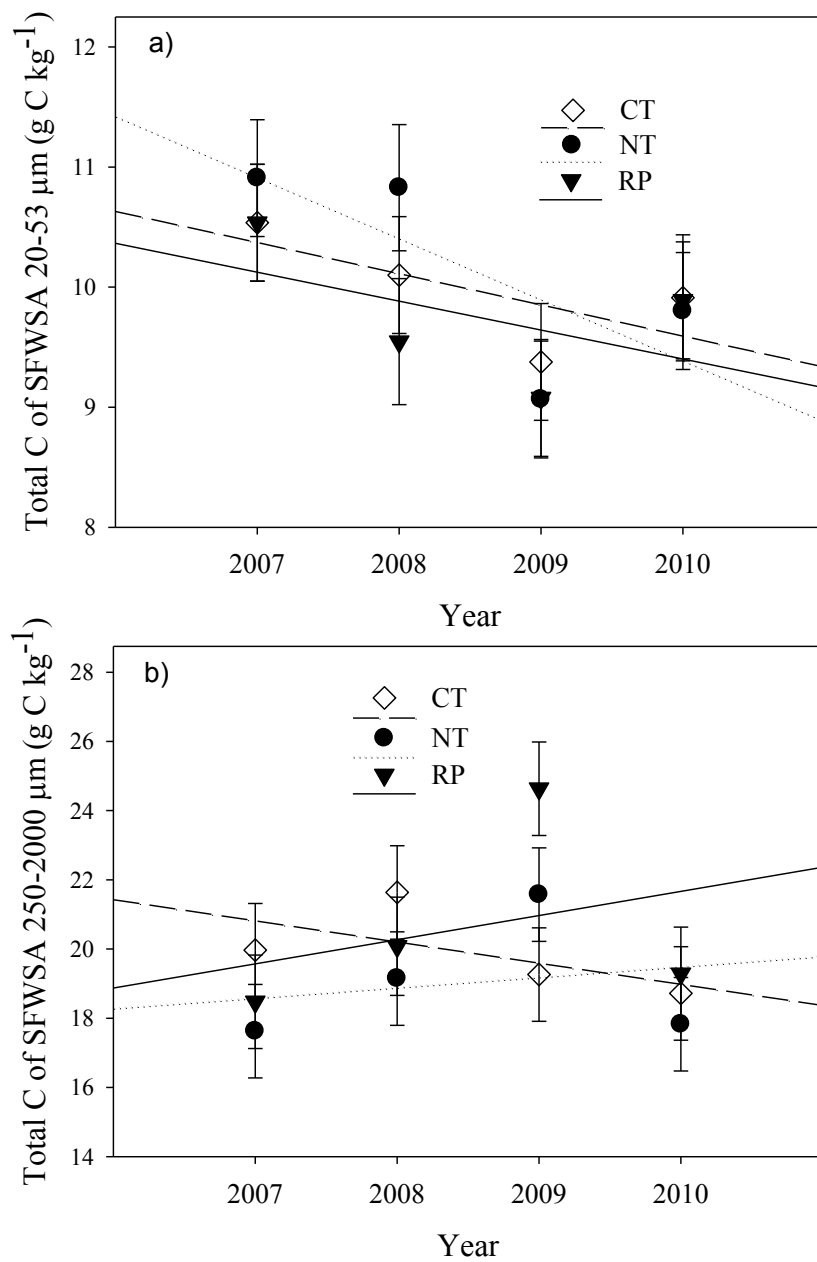 a)
Total C of SFWSA 20-53 µm (g C kg⁻¹)
12
11
10
9
8
CT
NT
RP
2007 2008 2009 2010
Year
b)
Total C of SFWSA 250-2000 µm (g C kg⁻¹)
28
26
24
22
20
18
16
14
CT
NT
RP
2007 2008 2009 2010
Year